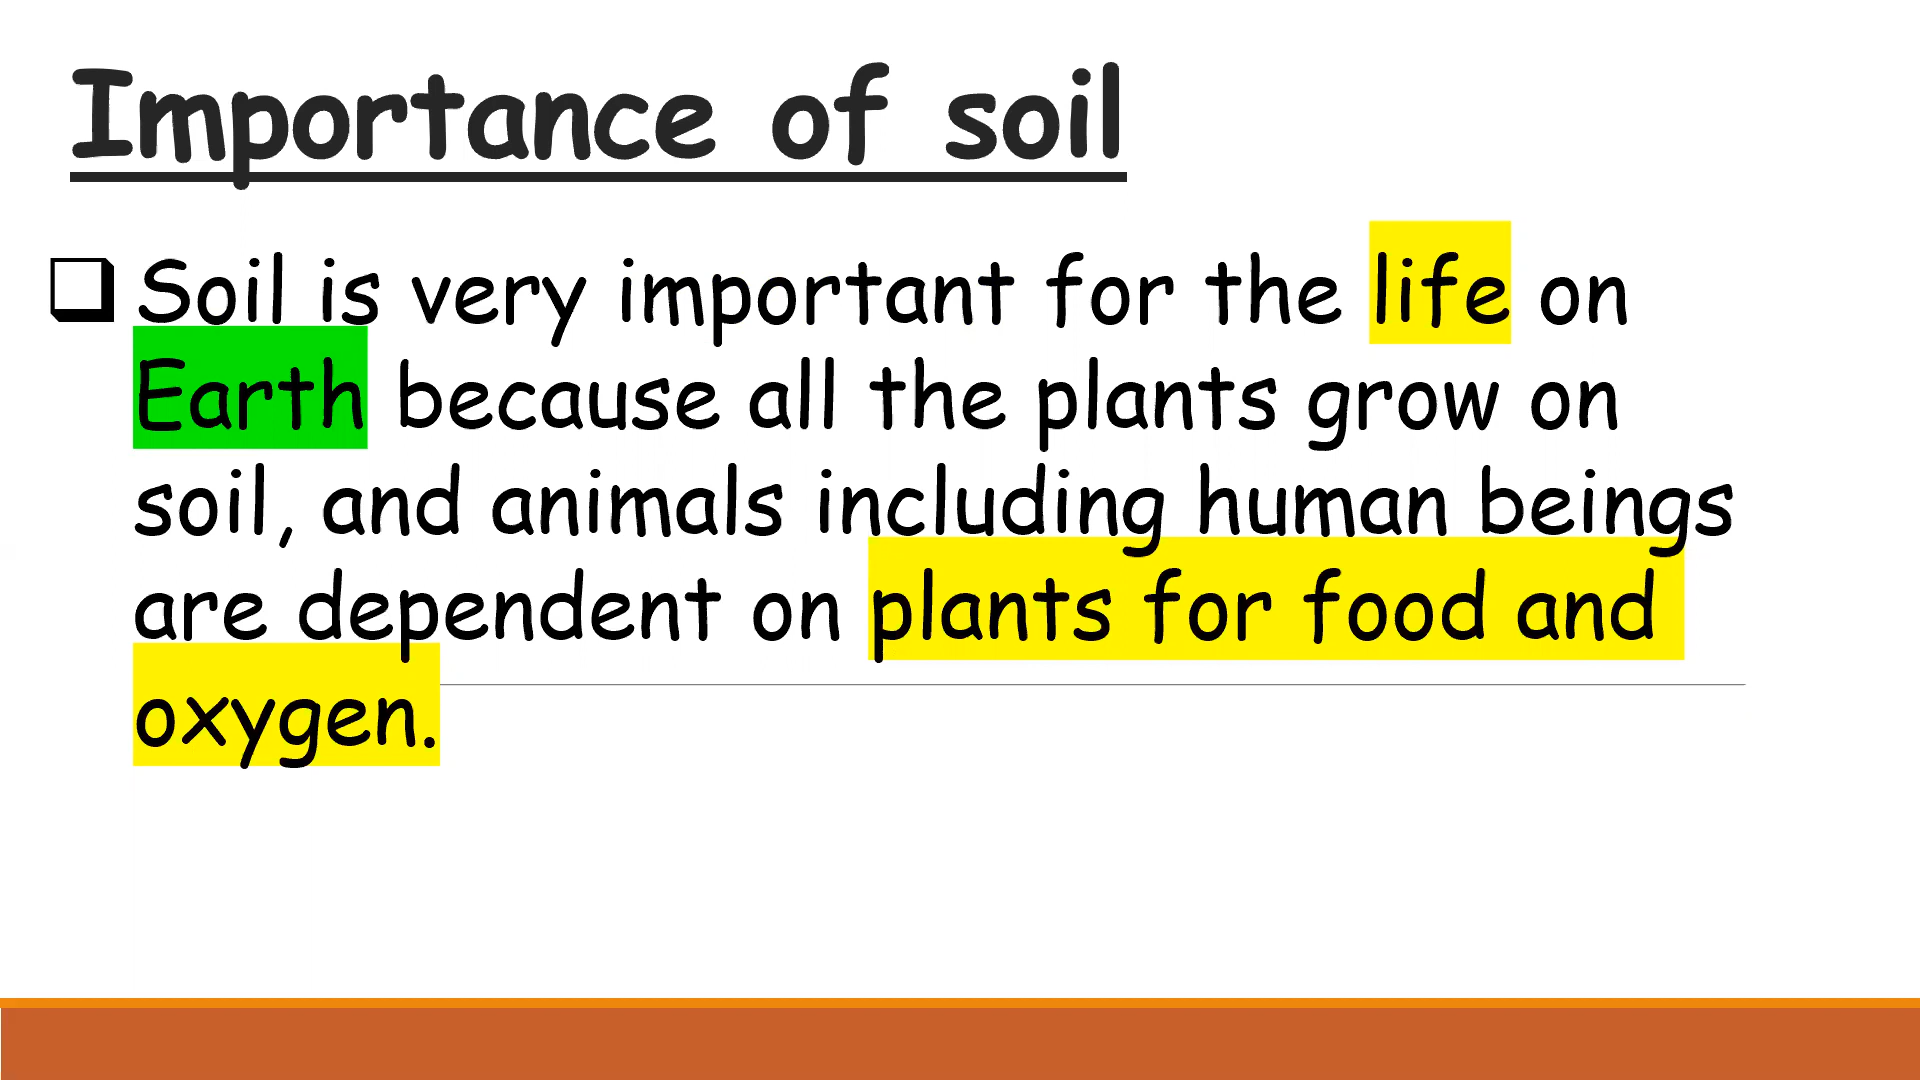 Importance of soil
Soil is very important for the life on
Earth because all the plants grow on
soil, and animals including human beings
are dependent on plants for food and
oxygen.